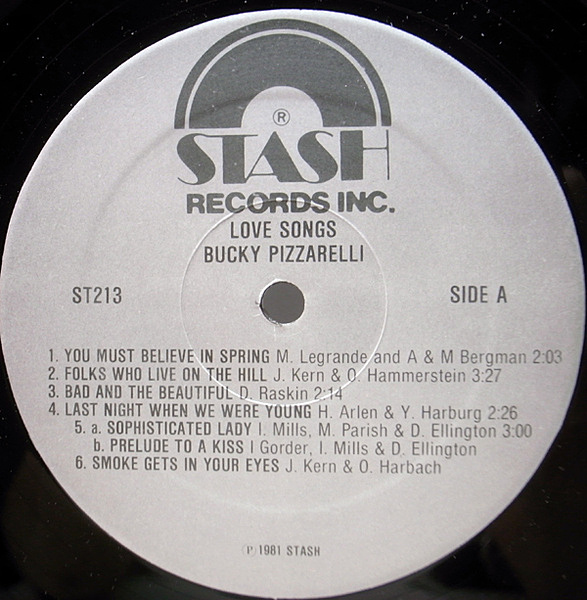 ®
STASH
RECORDS INC.
LOVE SONGS
BUCKY PIZZARELLI
ST213 SIDE A
1. YOU MUST BELIEVE IN SPRING M. Legrande and A & M Bergman 2:03
2. FOLKS WHO LIVE ON THE HILL J. Kern & O. Hammerstein 3:27
3. BAD AND THE BEAUTIFUL D. Raskin 2:14
4. LAST NIGHT WHEN WE WERE YOUNG H. Arlen & Y. Harburg 2:26
5. a. SOPHISTICATED LADY I. Mills, M. Parish & D. Ellington 3:00
b. PRELUDE TO A KISS I Gorder, I. Mills & D. Ellington
6. SMOKE GETS IN YOUR EYES J. Kern & O. Harbach
℗ 1981 STASH